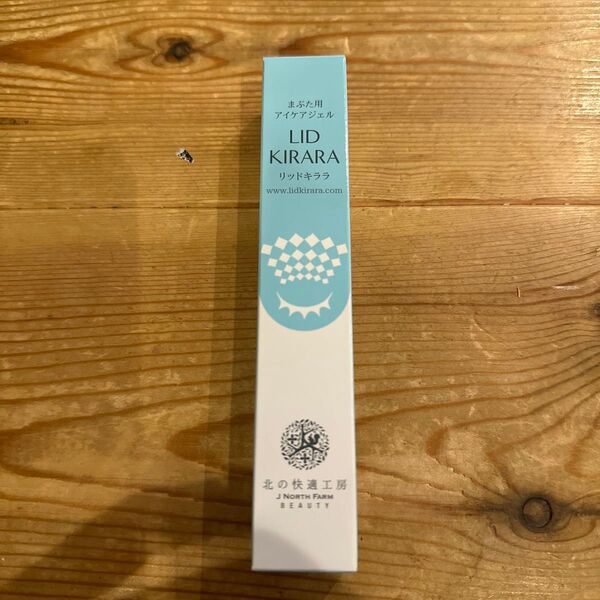 まぶた用
アイケアジェル
LID
KIRARA
リッドキララ
www.lidkirara.com
北の快適工房
J NORTH FARM
BEAUTY